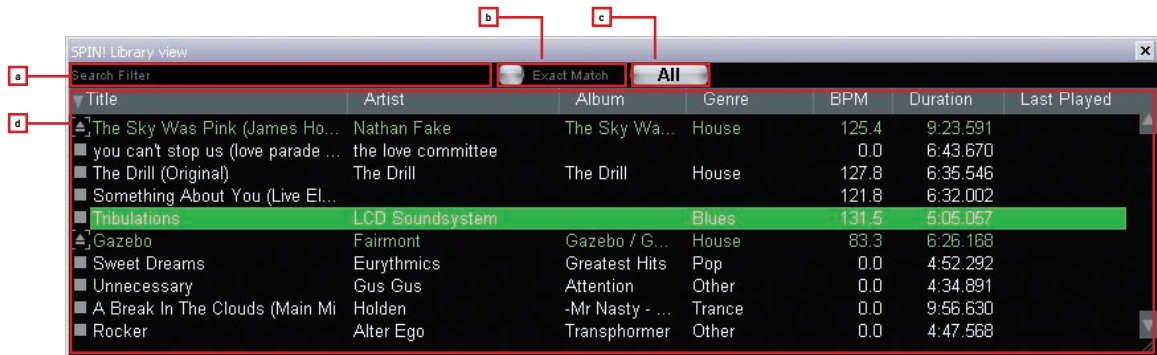 b c
SPIN! Library view
a Search Filter Exact Match All
Title Artist Album Genre BPM Duration Last Played
d The Sky Was Pink (James Ho... Nathan Fake The Sky Wa... House 125.4 9:23.591
you can't stop us (love parade ... the love committee 0.0 6:43.670
The Drill (Original) The Drill The Drill House 127.8 6:35.546
Something About You (Live El... 121.8 6:32.002
Tribulations LCD Soundsystem Blues 131.5 5:05.057
Gazebo Fairmont Gazebo / G... House 83.3 6:26.168
Sweet Dreams Eurythmics Greatest Hits Pop 0.0 4:52.292
Unnecessary Gus Gus Attention Other 0.0 4:34.891
A Break In The Clouds (Main Mi Holden -Mr Nasty - ... Trance 0.0 9:56.630
Rocker Alter Ego Transphormer Other 0.0 4:47.568